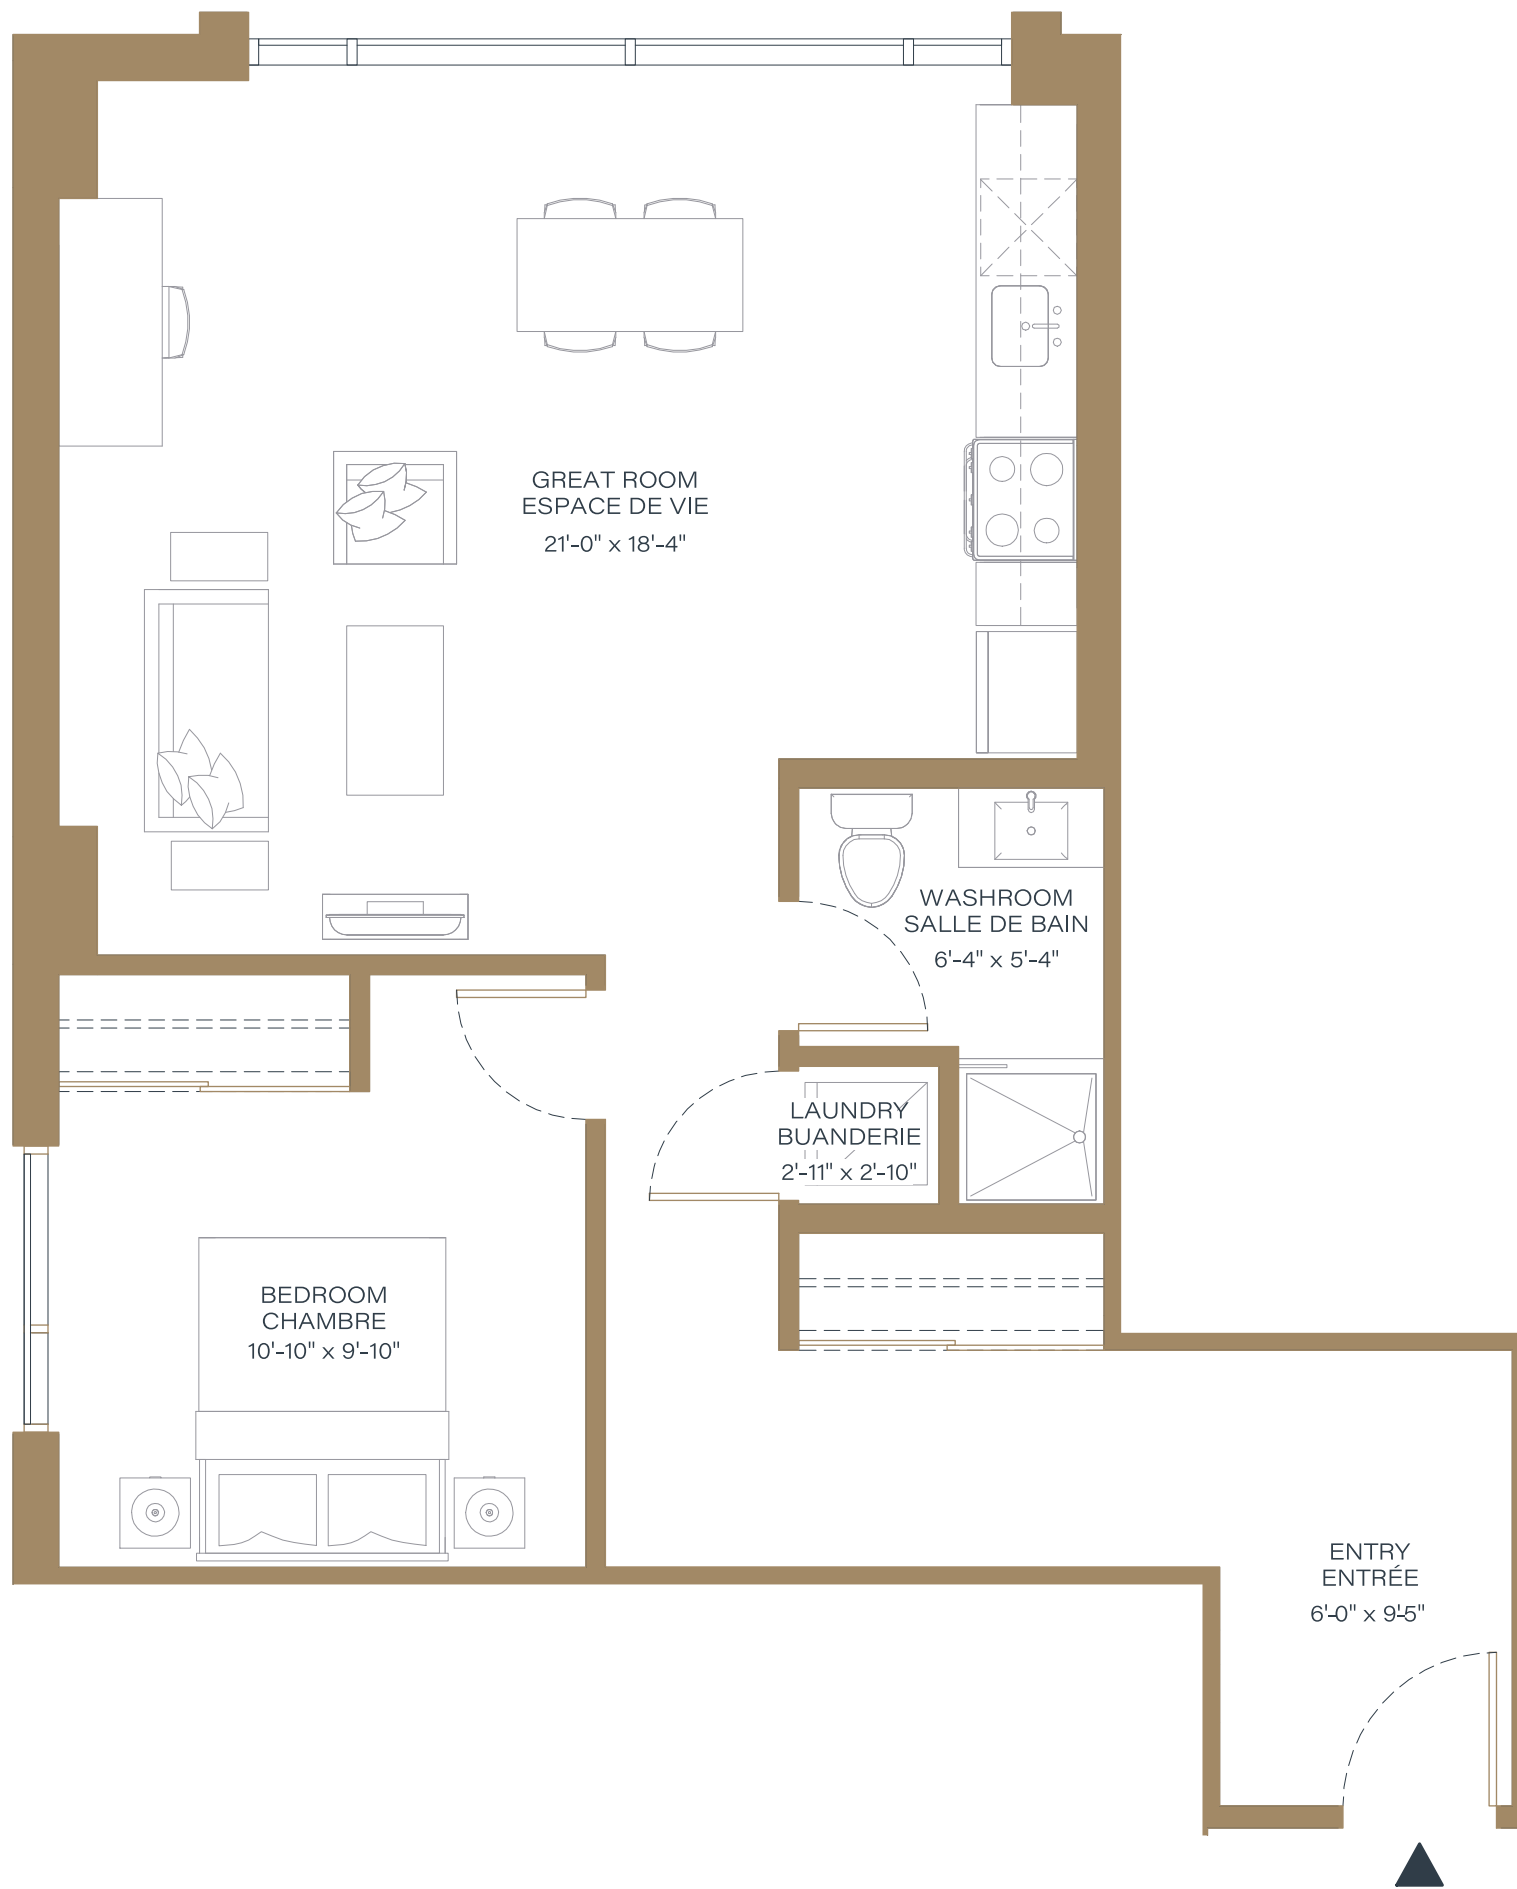 GREAT ROOM
ESPACE DE VIE
21'-0" x 18'-4"
WASHROOM
SALLE DE BAIN
6'-4" x 5'-4"
LAUNDRY
BUANDERIE
2'-11" x 2'-10"
BEDROOM
CHAMBRE
10'-10" x 9'-10"
ENTRY
ENTRÉE
6'-0" x 9'-5"